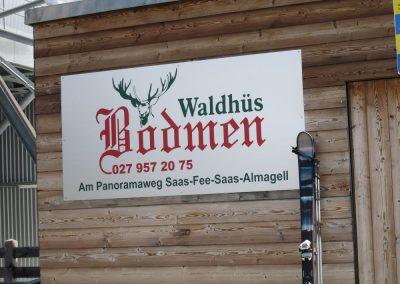 Waldhüs
Bodmen
027 957 20 75
Am Panoramaweg Saas-Fee-Saas-Almagell